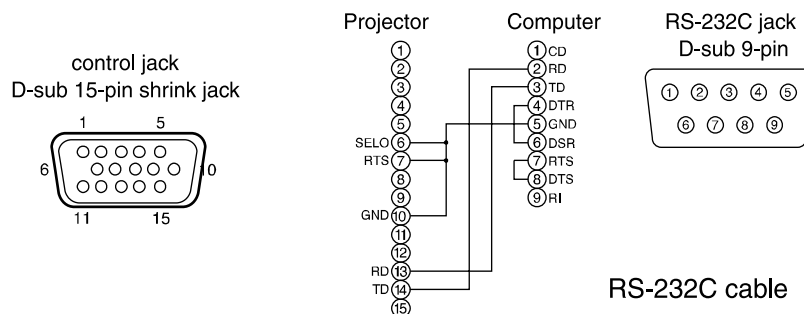 control jack
D-sub 15-pin shrink jack
1 5
6 10
11 15
Projector
1
2
3
4
5
SELO 6
RTS 7
8
9
GND 10
11
12
RD 13
TD 14
15
Computer
1 CD
2 RD
3 TD
4 DTR
5 GND
6 DSR
7 RTS
8 DTS
9 RI
RS-232C jack
D-sub 9-pin
1 2 3 4 5
6 7 8 9
RS-232C cable